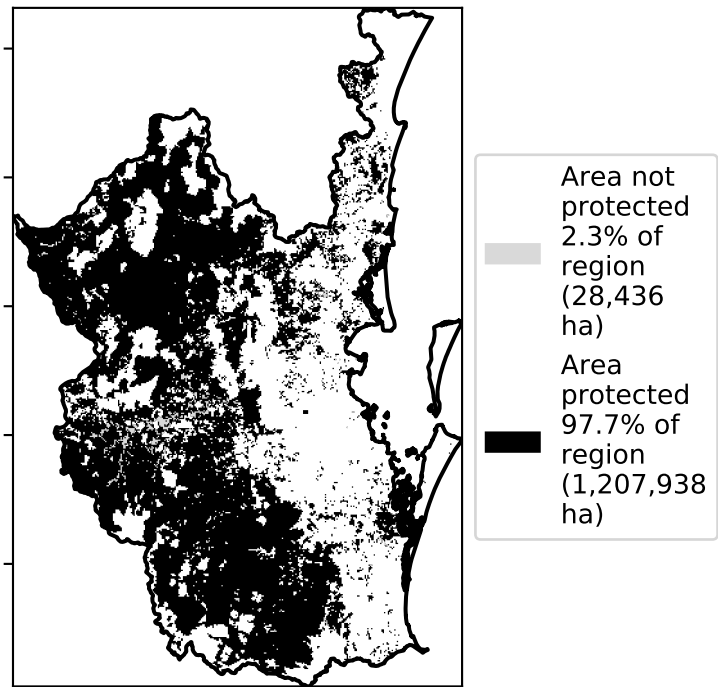 Area not
protected
2.3% of
region
(28,436
ha)
Area
protected
97.7% of
region
(1,207,938
ha)